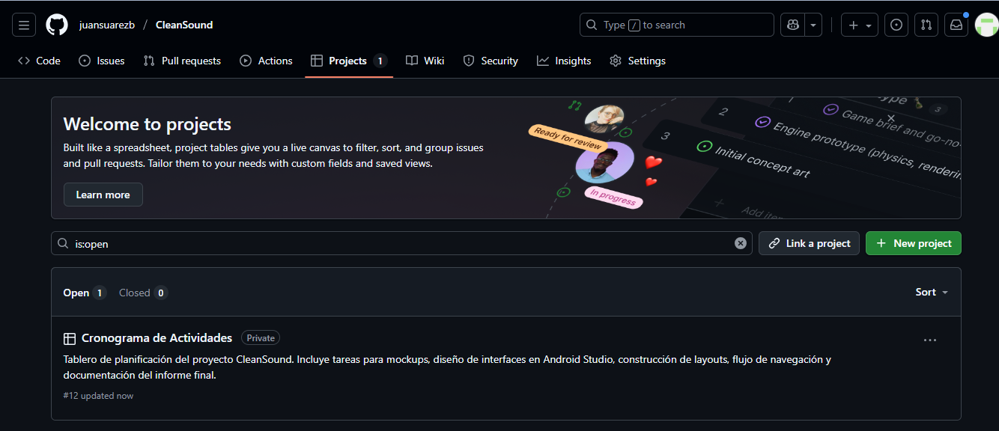 juansuarezb / CleanSound
Type / to search
Code Issues Pull requests Actions Projects 1 Wiki Security Insights Settings
Welcome to projects
Built like a spreadsheet, project tables give you a live canvas to filter, sort, and group issues
and pull requests. Tailor them to your needs with custom fields and saved views.
Learn more
Ready for review
In progress
1
3
2 Game brief and go-no-
3 Engine prototype (physics, renderin
Initial concept art
is:open
Link a project
New project
Open 1 Closed 0
Sort
Cronograma de Actividades Private
Tablero de planificación del proyecto CleanSound. Incluye tareas para mockups, diseño de interfaces en Android Studio, construcción de layouts, flujo de navegación y
documentación del informe final.
#12 updated now